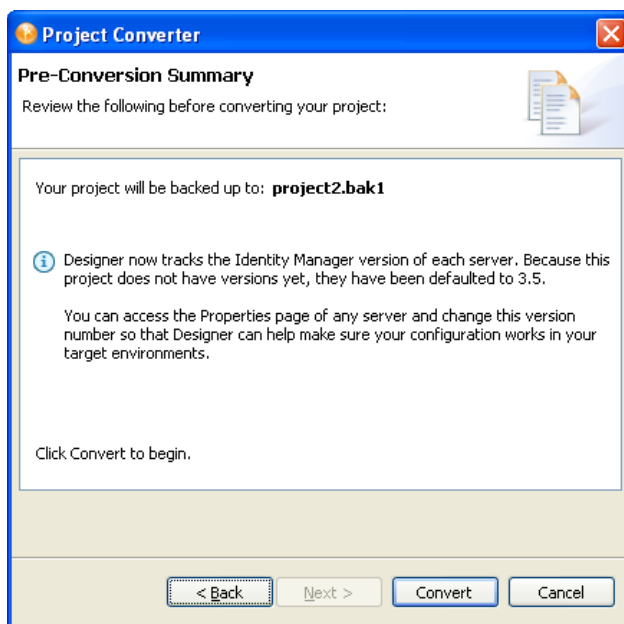 Project Converter
Pre-Conversion Summary
Review the following before converting your project:
Your project will be backed up to: project2.bak1
Designer now tracks the Identity Manager version of each server. Because this
project does not have versions yet, they have been defaulted to 3.5.
You can access the Properties page of any server and change this version
number so that Designer can help make sure your configuration works in your
target environments.
Click Convert to begin.
< Back Next > Convert Cancel